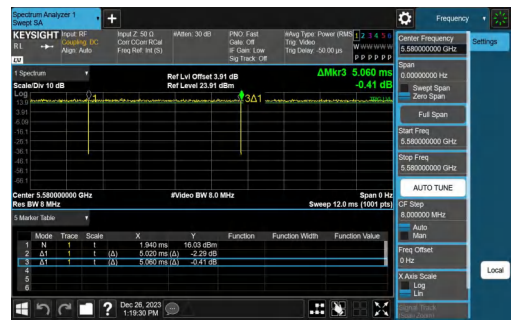 Spectrum Analyzer 1
Swept SA
Frequency
KEYSIGHT
Input: RF
Coupling: DC
Align: Auto
Input Z: 50 Ω
Corr CCorr RCal
Freq Ref: Int (S)
#Atten: 30 dB
PNO: Fast
Gate: Off
IF Gain: Low
Sig Track: Off
#Avg Type: Power (RMS
Trig: Video
Trig Delay: -50.00 µs
1 2 3 4 5 6
W W W W W W
P P P P P P
RL
LXI
1 Spectrum
Scale/Div 10 dB
Ref Lvl Offset 3.91 dB
Ref Level 23.91 dBm
ΔMkr3 5.060 ms
-0.41 dB
Log
13.9
3.91
-6.09
-16.1
-26.1
-36.1
-46.1
-56.1
-66.1
3Δ1
Center 5.580000000 GHz
Res BW 8 MHz
#Video BW 8.0 MHz
Span 0 Hz
Sweep 12.0 ms (1001 pts)
5 Marker Table
Mode Trace Scale X Y Function Function Width Function Value
1 N 1 t 1.940 ms 16.03 dBm
2 Δ1 1 t (Δ) 5.020 ms (Δ) -2.29 dB
3 Δ1 1 t (Δ) 5.060 ms (Δ) -0.41 dB
4
5
6
Dec 26, 2023
1:19:30 PM
Center Frequency
5.580000000 GHz
Settings
Span
0.00000000 Hz
Swept Span
Zero Span
Full Span
Start Freq
5.580000000 GHz
Stop Freq
5.580000000 GHz
AUTO TUNE
CF Step
8.000000 MHz
Auto
Man
Freq Offset
0 Hz
X Axis Scale
Log
Lin
Signal Track
Local